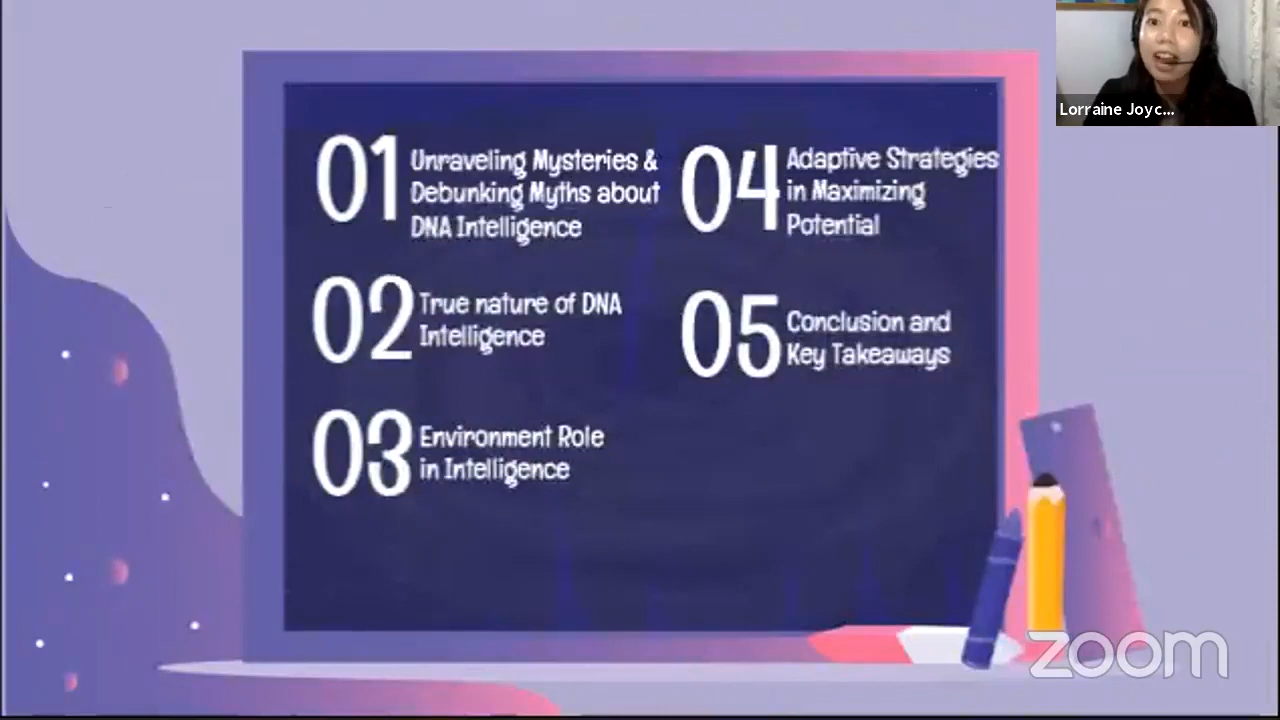 Lorraine Joyc...
01
Unraveling Mysteries &
Debunking Myths about
DNA Intelligence
02
True nature of DNA
Intelligence
03
Environment Role
in Intelligence
04
Adaptive Strategies
in Maximizing
Potential
05
Conclusion and
Key Takeaways
zoom